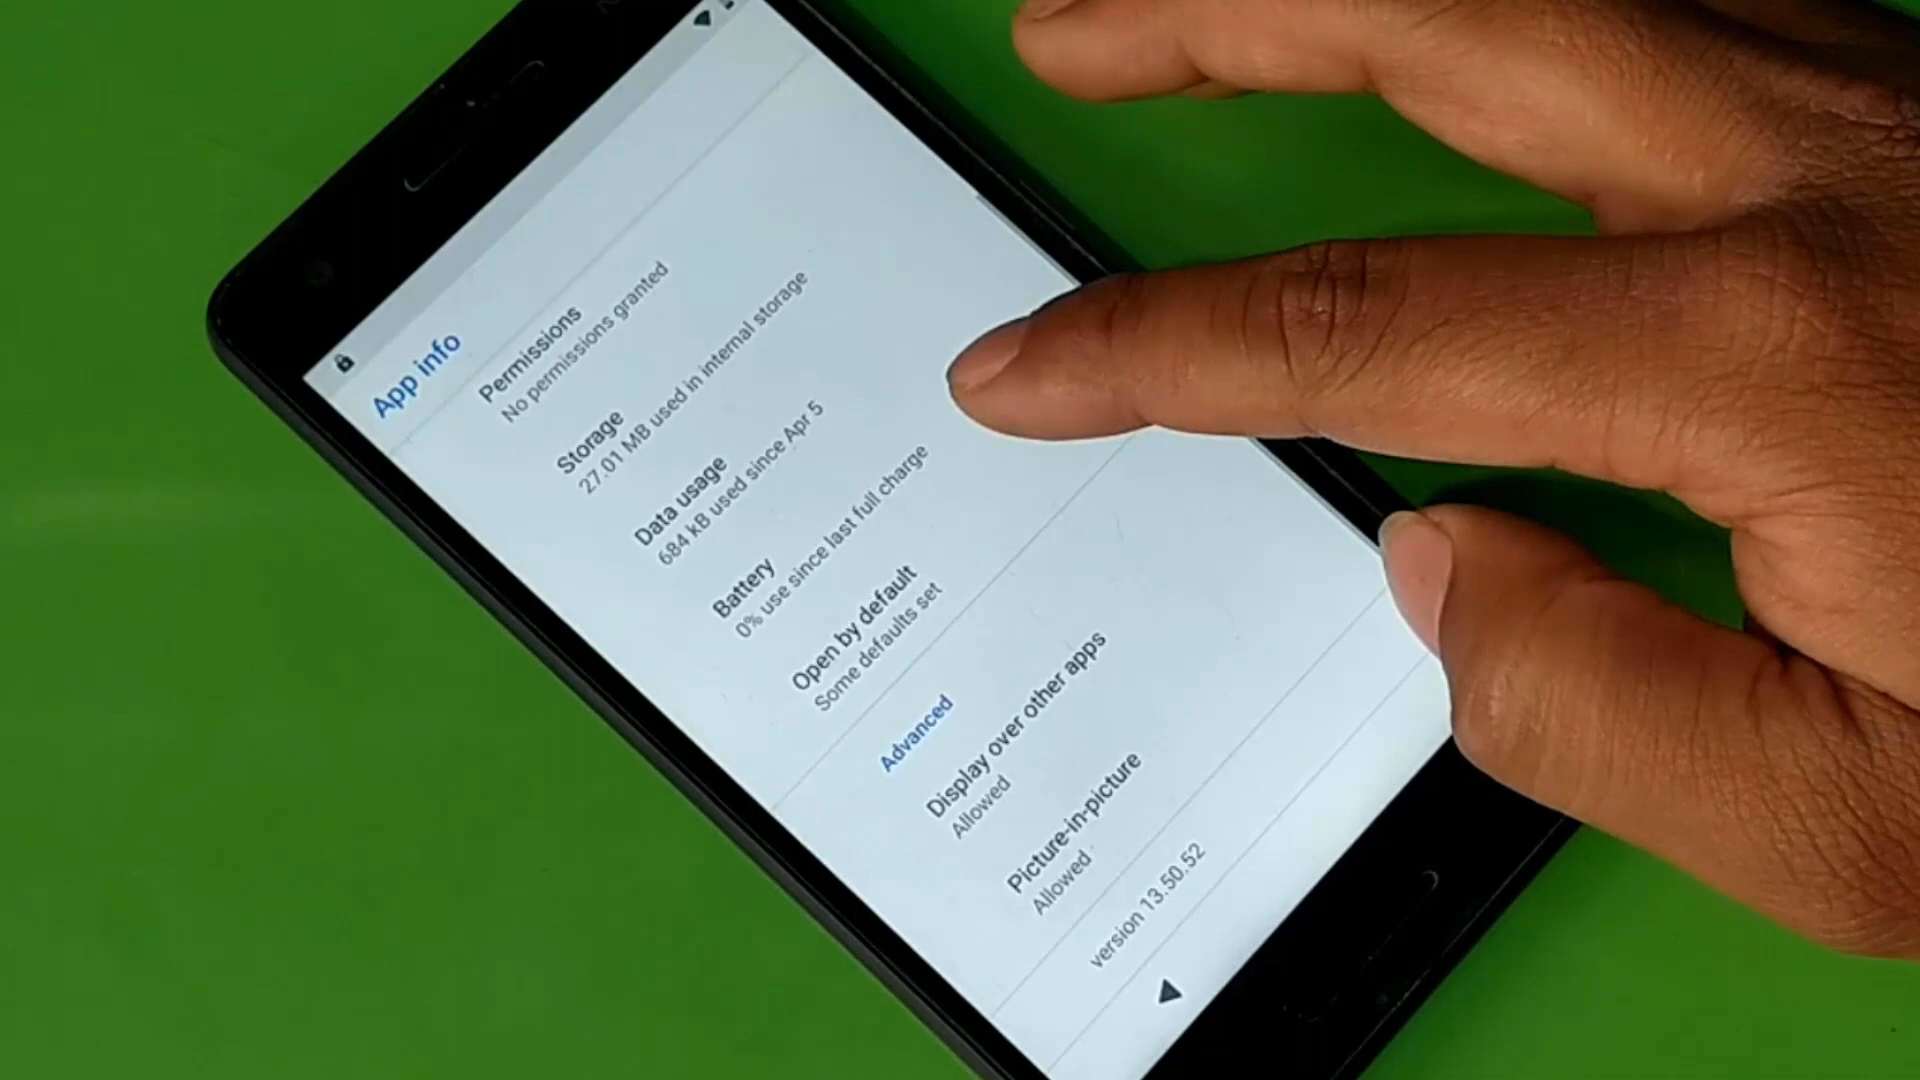 App info
Permissions
No permissions granted
Storage
27.01 MB used in internal storage
Data usage
684 kB used since Apr 5
Battery
0% use since last full charge
Open by default
Some defaults set
Advanced
Display over other apps
Allowed
Picture-in-picture
Allowed
version 13.50.52